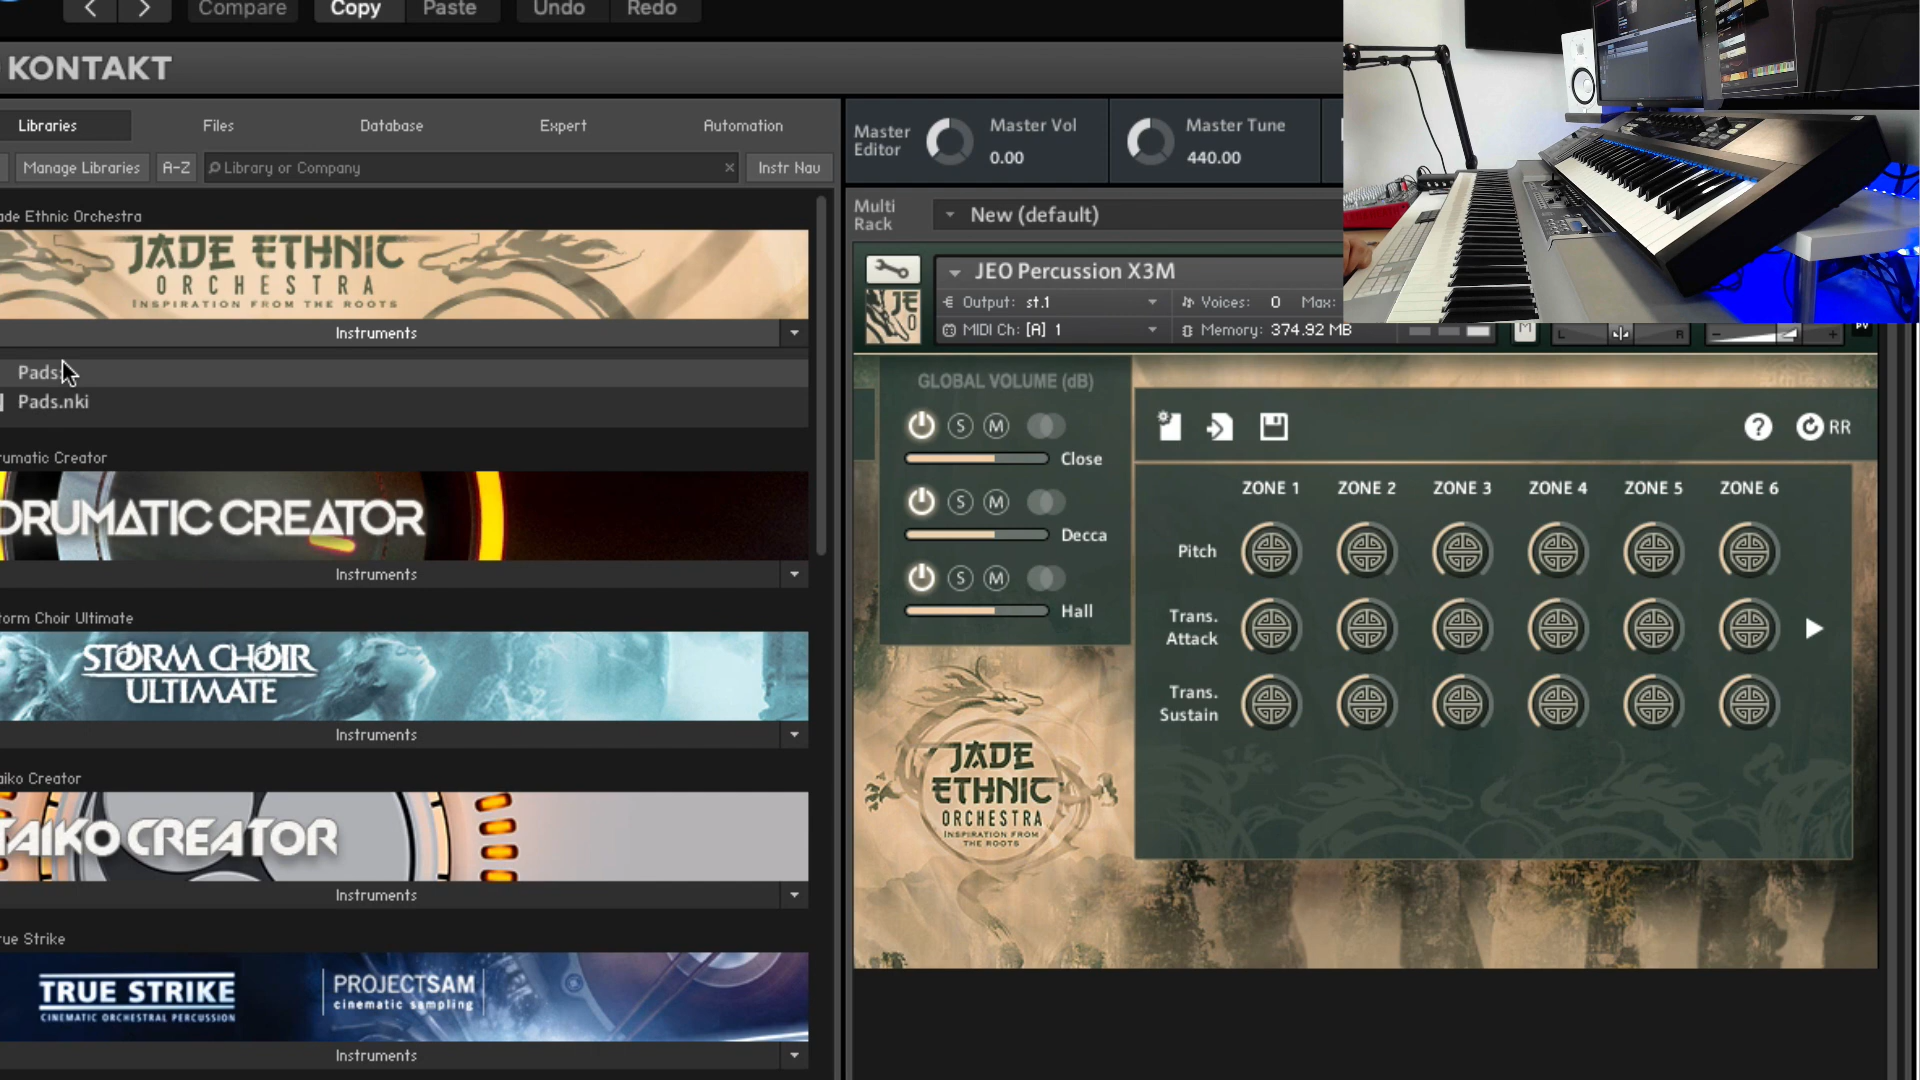 Compare
Copy
Paste
Undo
Redo
KONTAKT
Libraries
Files
Database
Expert
Automation
Manage Libraries
A-Z
Library or Company
×
Instr Nau
ade Ethnic Orchestra
JADE ETHNIC
ORCHESTRA
INSPIRATION FROM THE ROOTS
Instruments
Pads
Pads.nki
rumatic Creator
DRUMATIC CREATOR
Instruments
torm Choir Ultimate
STORM CHOIR
ULTIMATE
Instruments
aiko Creator
TAIKO CREATOR
Instruments
rue Strike
TRUE STRIKE
CINEMATIC ORCHESTRAL PERCUSSION
PROJECTSAM
cinematic sampling
Instruments
Master
Editor
Master Vol
0.00
Master Tune
440.00
Multi
Rack
New (default)
JEO Percussion X3M
Output: st.1
Voices: 0 Max:
MIDI Ch: [A] 1
Memory: 374.92 MB
JE
O
M
L
R
-
+
PV
GLOBAL VOLUME (dB)
S M
Close
S M
Decca
S M
Hall
? RR
ZONE 1 ZONE 2 ZONE 3 ZONE 4 ZONE 5 ZONE 6
Pitch
Trans.
Attack
Trans.
Sustain
JADE
ETHNIC
ORCHESTRA
INSPIRATION FROM
THE ROOTS